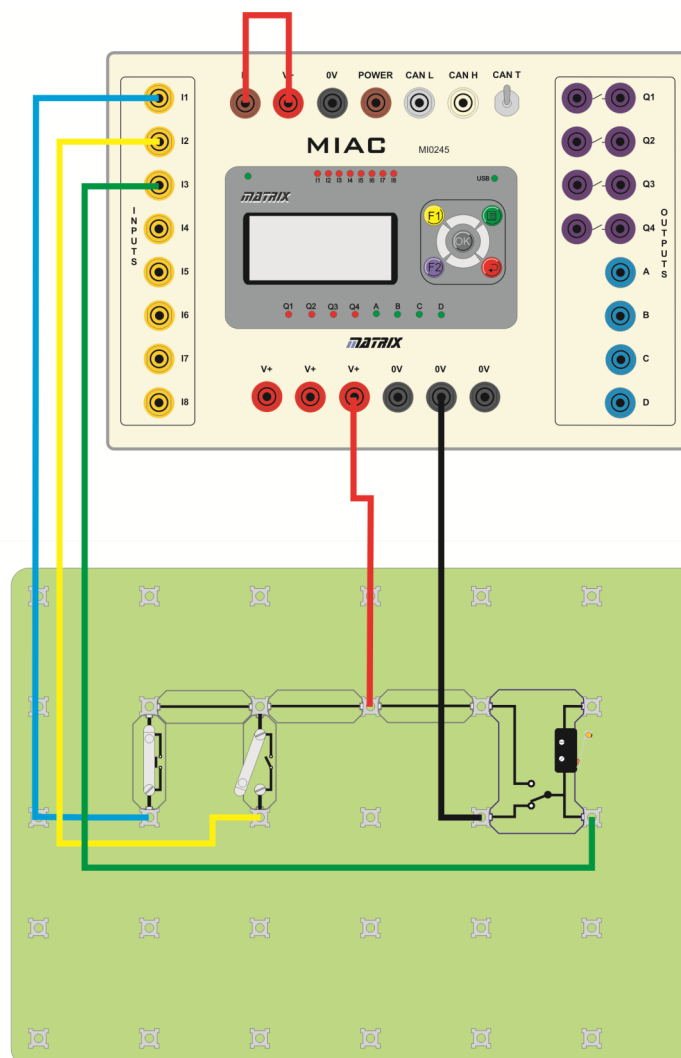 I+ V+ 0V POWER CAN L CAN H CAN T
I1
I2
I3
I4
I5
I6
I7
I8
INPUTS
MIAC MI0245
I1 I2 I3 I4 I5 I6 I7 I8
USB
MATRIX
F1
OK
F2
Q1 Q2 Q3 Q4 A B C D
MATRIX
V+ V+ V+ 0V 0V 0V
Q1
Q2
Q3
Q4
A
B
C
D
OUTPUTS